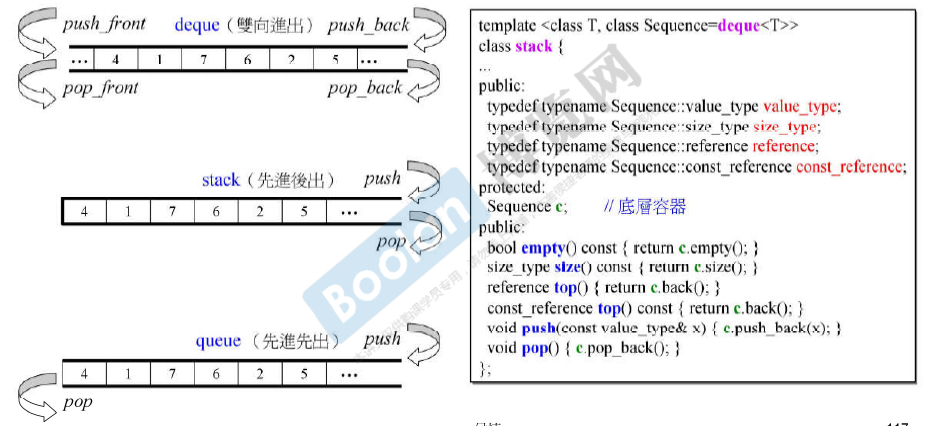 push_front deque（雙向進出） push_back
... 4 1 7 6 2 5 ...
pop_front pop_back
stack（先進後出） push
4 1 7 6 2 5 ...
pop
queue（先進先出） push
4 1 7 6 2 5 ...
pop
template <class T, class Sequence=deque<T>>
class stack {
...
public:
typedef typename Sequence::value_type value_type;
typedef typename Sequence::size_type size_type;
typedef typename Sequence::reference reference;
typedef typename Sequence::const_reference const_reference;
protected:
Sequence c; // 底層容器
public:
bool empty() const { return c.empty(); }
size_type size() const { return c.size(); }
reference top() { return c.back(); }
const_reference top() const { return c.back(); }
void push(const value_type& x) { c.push_back(x); }
void pop() { c.pop_back(); }
};
Boolan
博览网